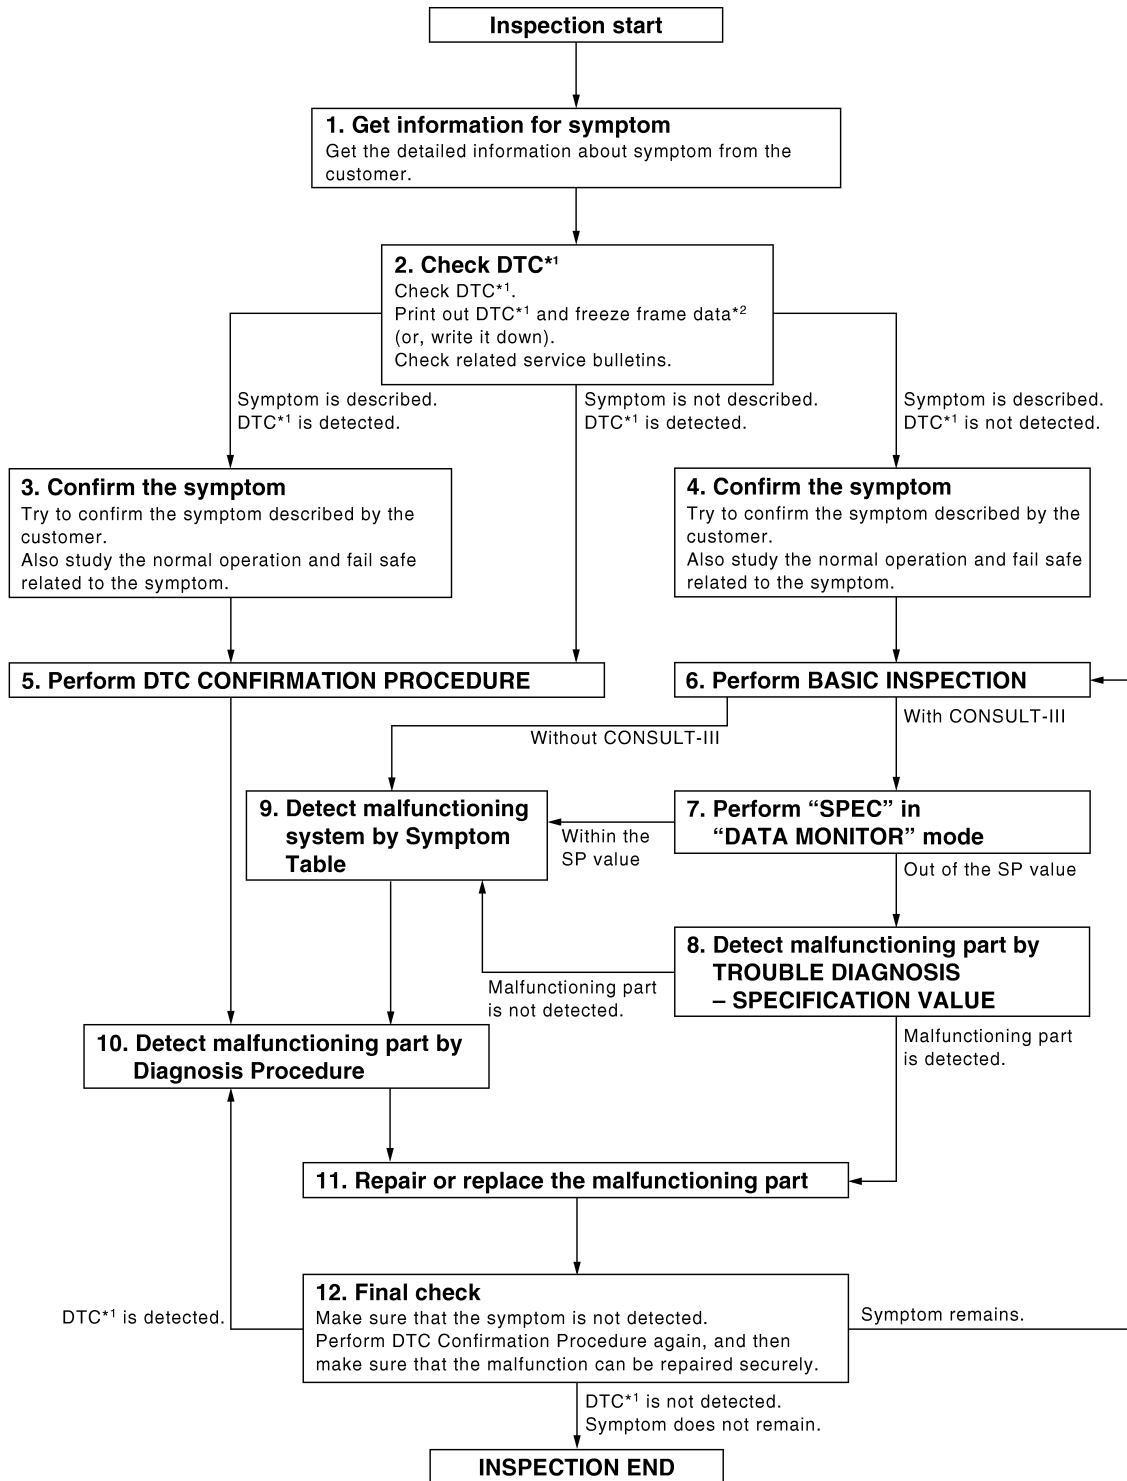 Inspection start
1. Get information for symptom
Get the detailed information about symptom from the
customer.
2. Check DTC*1
Check DTC*1.
Print out DTC*1 and freeze frame data*2
(or, write it down).
Check related service bulletins.
Symptom is described.
DTC*1 is detected.
Symptom is not described.
DTC*1 is detected.
Symptom is described.
DTC*1 is not detected.
3. Confirm the symptom
Try to confirm the symptom described by the
customer.
Also study the normal operation and fail safe
related to the symptom.
4. Confirm the symptom
Try to confirm the symptom described by the
customer.
Also study the normal operation and fail safe
related to the symptom.
5. Perform DTC CONFIRMATION PROCEDURE
6. Perform BASIC INSPECTION
Without CONSULT-III
With CONSULT-III
9. Detect malfunctioning
system by Symptom
Table
Within the
SP value
7. Perform “SPEC” in
“DATA MONITOR” mode
Out of the SP value
8. Detect malfunctioning part by
TROUBLE DIAGNOSIS
– SPECIFICATION VALUE
Malfunctioning part
is not detected.
Malfunctioning part
is detected.
10. Detect malfunctioning part by
Diagnosis Procedure
11. Repair or replace the malfunctioning part
12. Final check
Make sure that the symptom is not detected.
Perform DTC Confirmation Procedure again, and then
make sure that the malfunction can be repaired securely.
DTC*1 is detected.
Symptom remains.
DTC*1 is not detected.
Symptom does not remain.
INSPECTION END